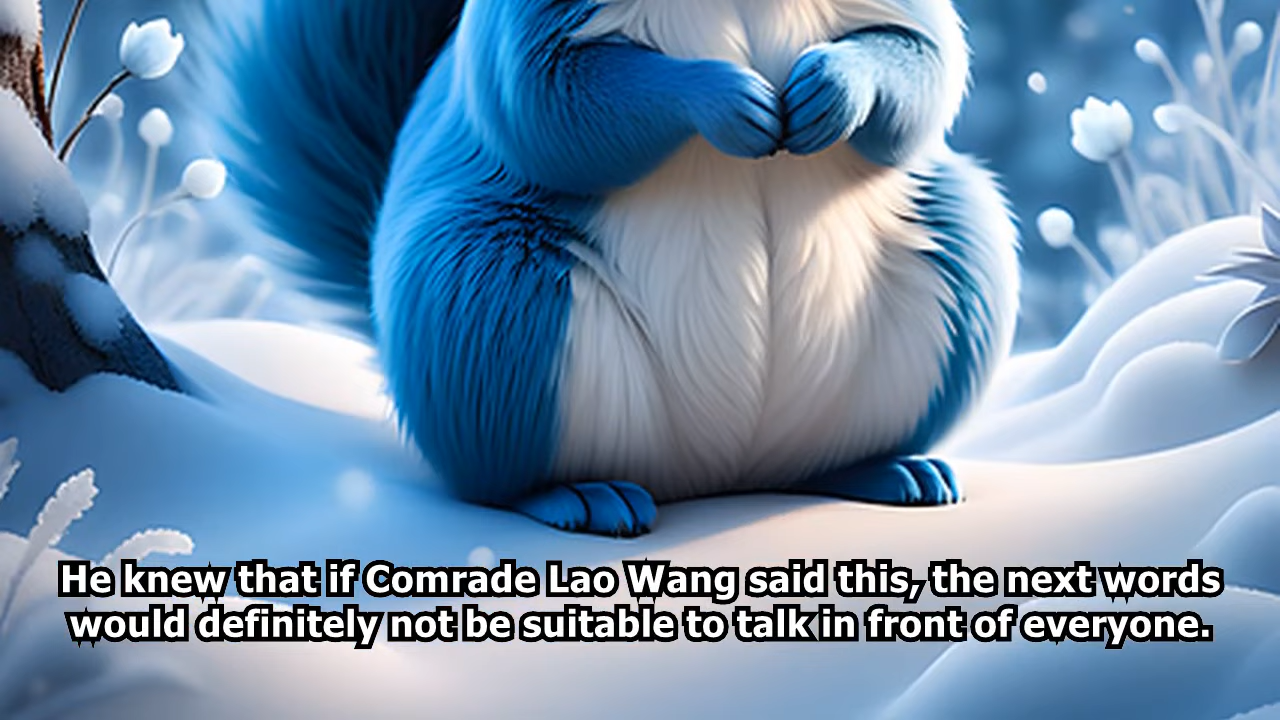 He knew that if Comrade Lao Wang said this, the next words
would definitely not be suitable to talk in front of everyone.